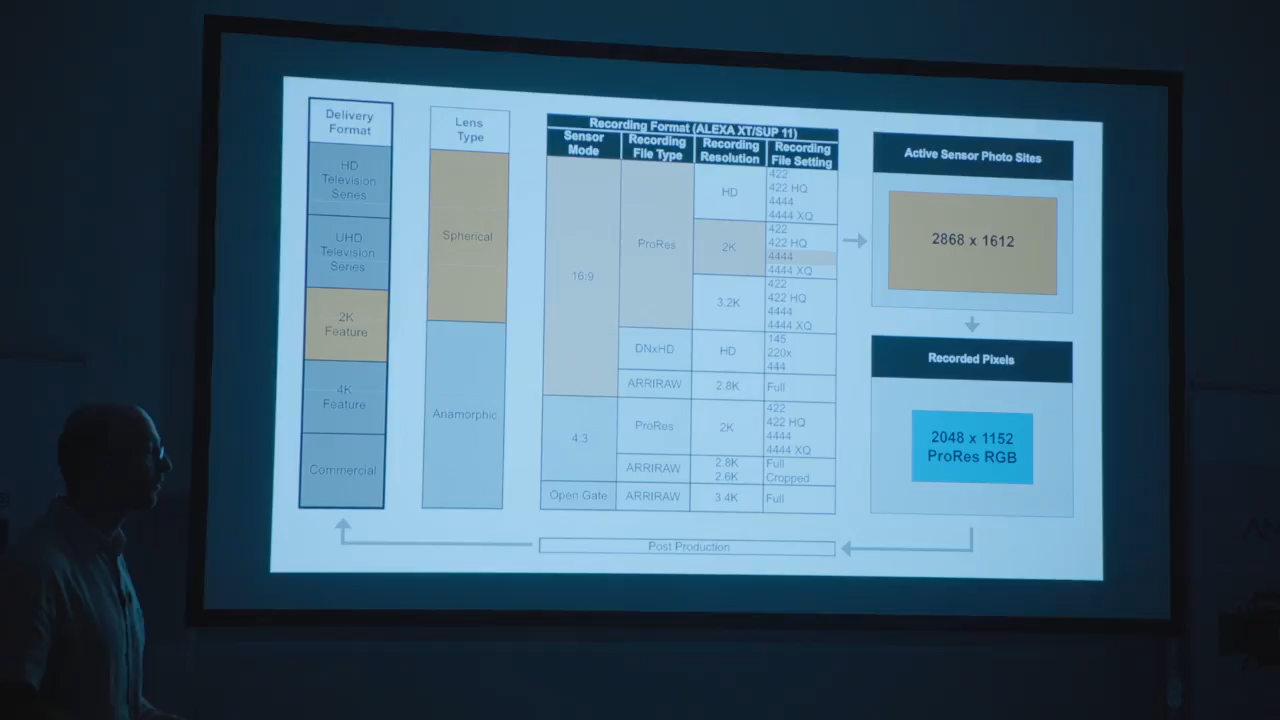 Delivery
Format
HD
Television
Series
UHD
Television
Series
2K
Feature
4K
Feature
Commercial
Lens
Type
Spherical
Anamorphic
Recording Format (ALEXA XT/SUP 11)
Sensor
Mode
Recording
File Type
Recording
Resolution
Recording
File Setting
16:9
ProRes
HD
422
422 HQ
4444
4444 XQ
2K
422
422 HQ
4444
4444 XQ
3.2K
422
422 HQ
4444
4444 XQ
DNxHD
HD
145
220x
444
ARRIRAW
2.8K
Full
4:3
ProRes
2K
422
422 HQ
4444
4444 XQ
ARRIRAW
2.8K
2.6K
Full
Cropped
Open Gate
ARRIRAW
3.4K
Full
Active Sensor Photo Sites
2868 x 1612
Recorded Pixels
2048 x 1152
ProRes RGB
Post Production